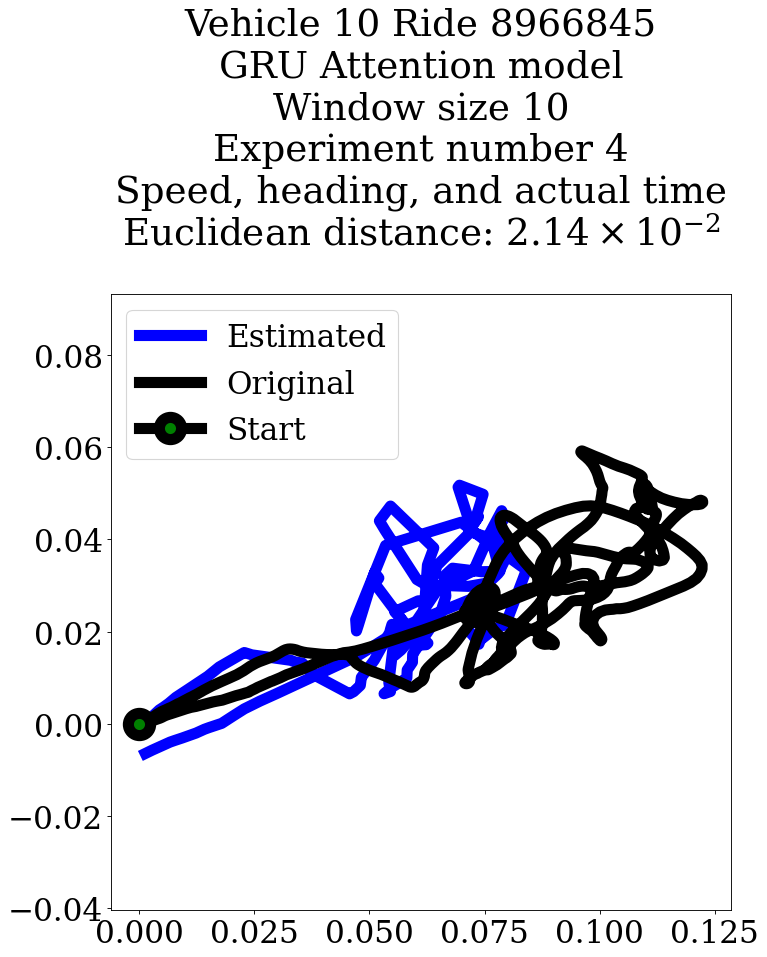 Vehicle 10 Ride 8966845
GRU Attention model
Window size 10
Experiment number 4
Speed, heading, and actual time
Euclidean distance: 2.14 × 10⁻²
Estimated
Original
Start
0.08
0.06
0.04
0.02
0.00
−0.02
−0.04
0.000 0.025 0.050 0.075 0.100 0.125